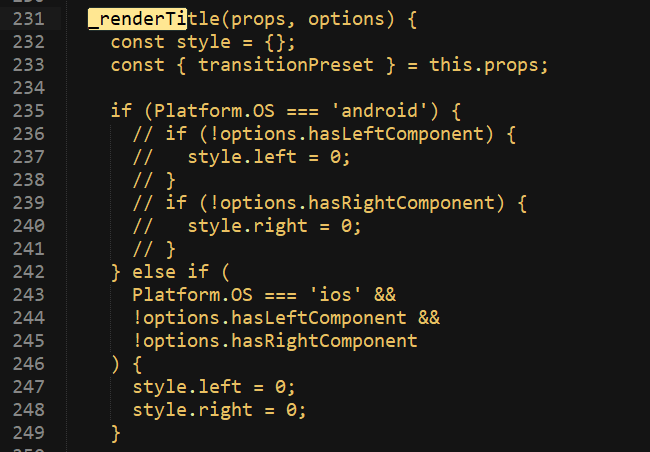 231 _renderTitle(props, options) {
232 const style = {};
233 const { transitionPreset } = this.props;
234
235 if (Platform.OS === 'android') {
236 // if (!options.hasLeftComponent) {
237 //   style.left = 0;
238 // }
239 // if (!options.hasRightComponent) {
240 //   style.right = 0;
241 // }
242 } else if (
243 Platform.OS === 'ios' &&
244 !options.hasLeftComponent &&
245 !options.hasRightComponent
246 ) {
247 style.left = 0;
248 style.right = 0;
249 }